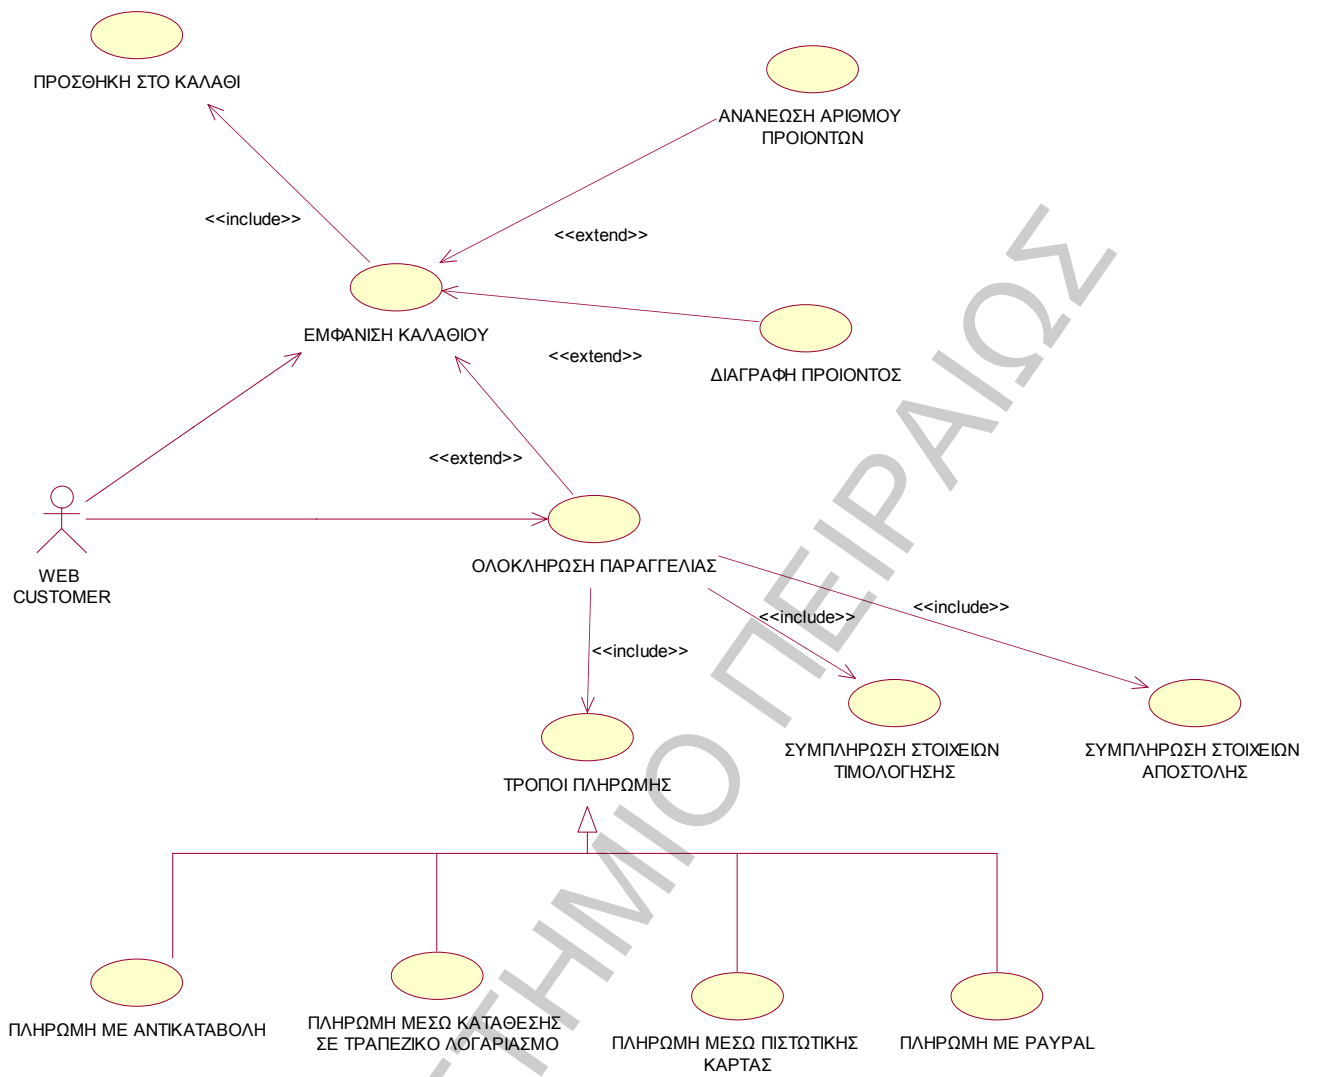 ΠΡΟΣΘΗΚΗ ΣΤΟ ΚΑΛΑΘΙ
ΑΝΑΝΕΩΣΗ ΑΡΙΘΜΟΥ
ΠΡΟΙΟΝΤΩΝ
<<include>>
<<extend>>
ΕΜΦΑΝΙΣΗ ΚΑΛΑΘΙΟΥ
<<extend>>
ΔΙΑΓΡΑΦΗ ΠΡΟΙΟΝΤΟΣ
<<extend>>
WEB
CUSTOMER
ΟΛΟΚΛΗΡΩΣΗ ΠΑΡΑΓΓΕΛΙΑΣ
<<include>>
<<include>>
<<include>>
ΤΡΟΠΟΙ ΠΛΗΡΩΜΗΣ
ΣΥΜΠΛΗΡΩΣΗ ΣΤΟΙΧΕΙΩΝ
ΤΙΜΟΛΟΓΗΣΗΣ
ΣΥΜΠΛΗΡΩΣΗ ΣΤΟΙΧΕΙΩΝ
ΑΠΟΣΤΟΛΗΣ
ΠΛΗΡΩΜΗ ΜΕ ΑΝΤΙΚΑΤΑΒΟΛΗ
ΠΛΗΡΩΜΗ ΜΕΣΩ ΚΑΤΑΘΕΣΗΣ
ΣΕ ΤΡΑΠΕΖΙΚΟ ΛΟΓΑΡΙΑΣΜΟ
ΠΛΗΡΩΜΗ ΜΕΣΩ ΠΙΣΤΩΤΙΚΗΣ
ΚΑΡΤΑΣ
ΠΛΗΡΩΜΗ ΜΕ PAYPAL
ΣΤΗΜΙΟ ΠΕΙΡΑΙΩΣ